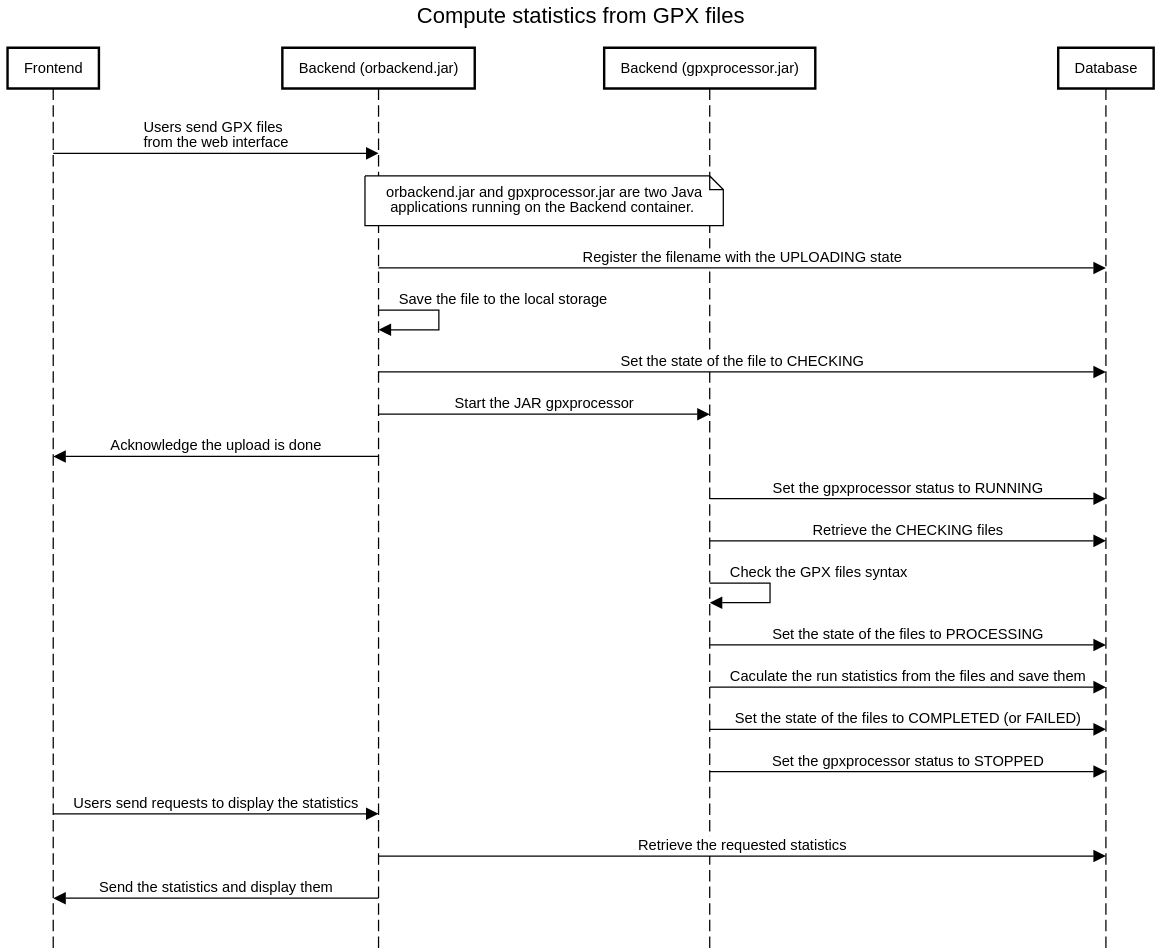 Compute statistics from GPX files
Frontend
Backend (orbackend.jar)
Backend (gpxprocessor.jar)
Database
Users send GPX files
from the web interface
orbackend.jar and gpxprocessor.jar are two Java
applications running on the Backend container.
Register the filename with the UPLOADING state
Save the file to the local storage
Set the state of the file to CHECKING
Start the JAR gpxprocessor
Acknowledge the upload is done
Set the gpxprocessor status to RUNNING
Retrieve the CHECKING files
Check the GPX files syntax
Set the state of the files to PROCESSING
Caculate the run statistics from the files and save them
Set the state of the files to COMPLETED (or FAILED)
Set the gpxprocessor status to STOPPED
Users send requests to display the statistics
Retrieve the requested statistics
Send the statistics and display them